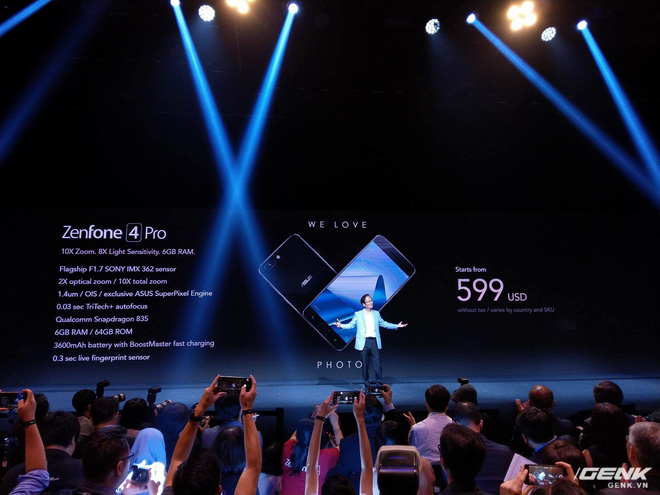 WE LOVE
Zenfone 4 Pro
10X Zoom. 8X Light Sensitivity. 6GB RAM.
Flagship F1.7 SONY IMX 362 sensor
2X optical zoom / 10X total zoom
1.4um / OIS / exclusive ASUS SuperPixel Engine
0.03 sec TriTech+ autofocus
Qualcomm Snapdragon 835
6GB RAM / 64GB ROM
3600mAh battery with BoostMaster fast charging
0.3 sec live fingerprint sensor
ASUS
PHOTO
Starts from
599 USD
without tax / varies by country and SKU
GENK
GENK.VN